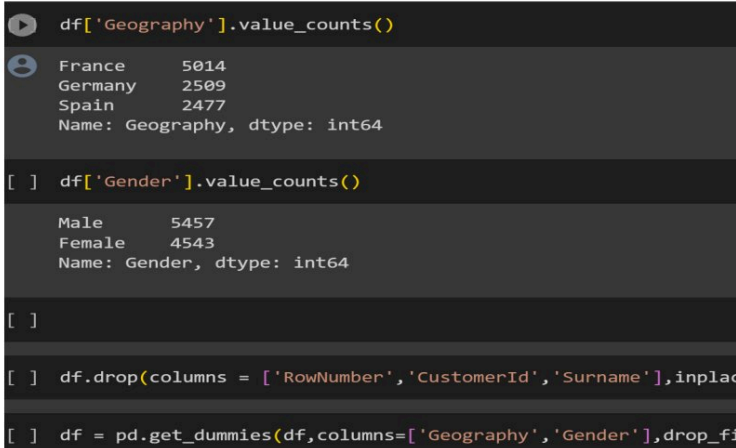 df['Geography'].value_counts()
France 5014
Germany 2509
Spain 2477
Name: Geography, dtype: int64
[ ] df['Gender'].value_counts()
Male 5457
Female 4543
Name: Gender, dtype: int64
[ ]
[ ] df.drop(columns = ['RowNumber','CustomerId','Surname'],inplac
[ ] df = pd.get_dummies(df,columns=['Geography','Gender'],drop_fi